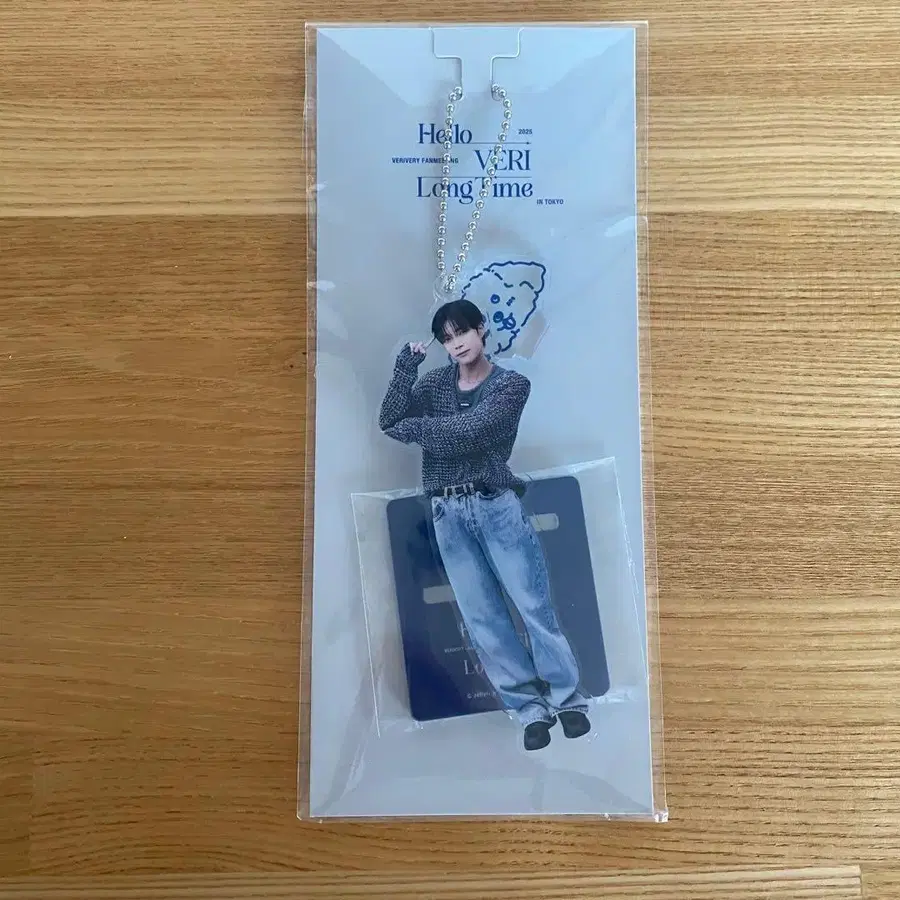 Hello 2025
VERIVERY FANMEETING VERI
Long Time
IN TOKYO